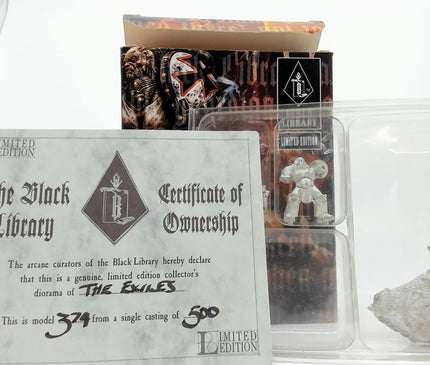 LIBRARY
LIMITED EDITION
LIMITED
EDITION
he Black
ibrary
Certificate of
Ownership
The arcane curators of the Black Library hereby declare
that this is a genuine, limited edition collector's
diorama of THE EXILES
This is model 374 from a single casting of 500
LIMITED
EDITION